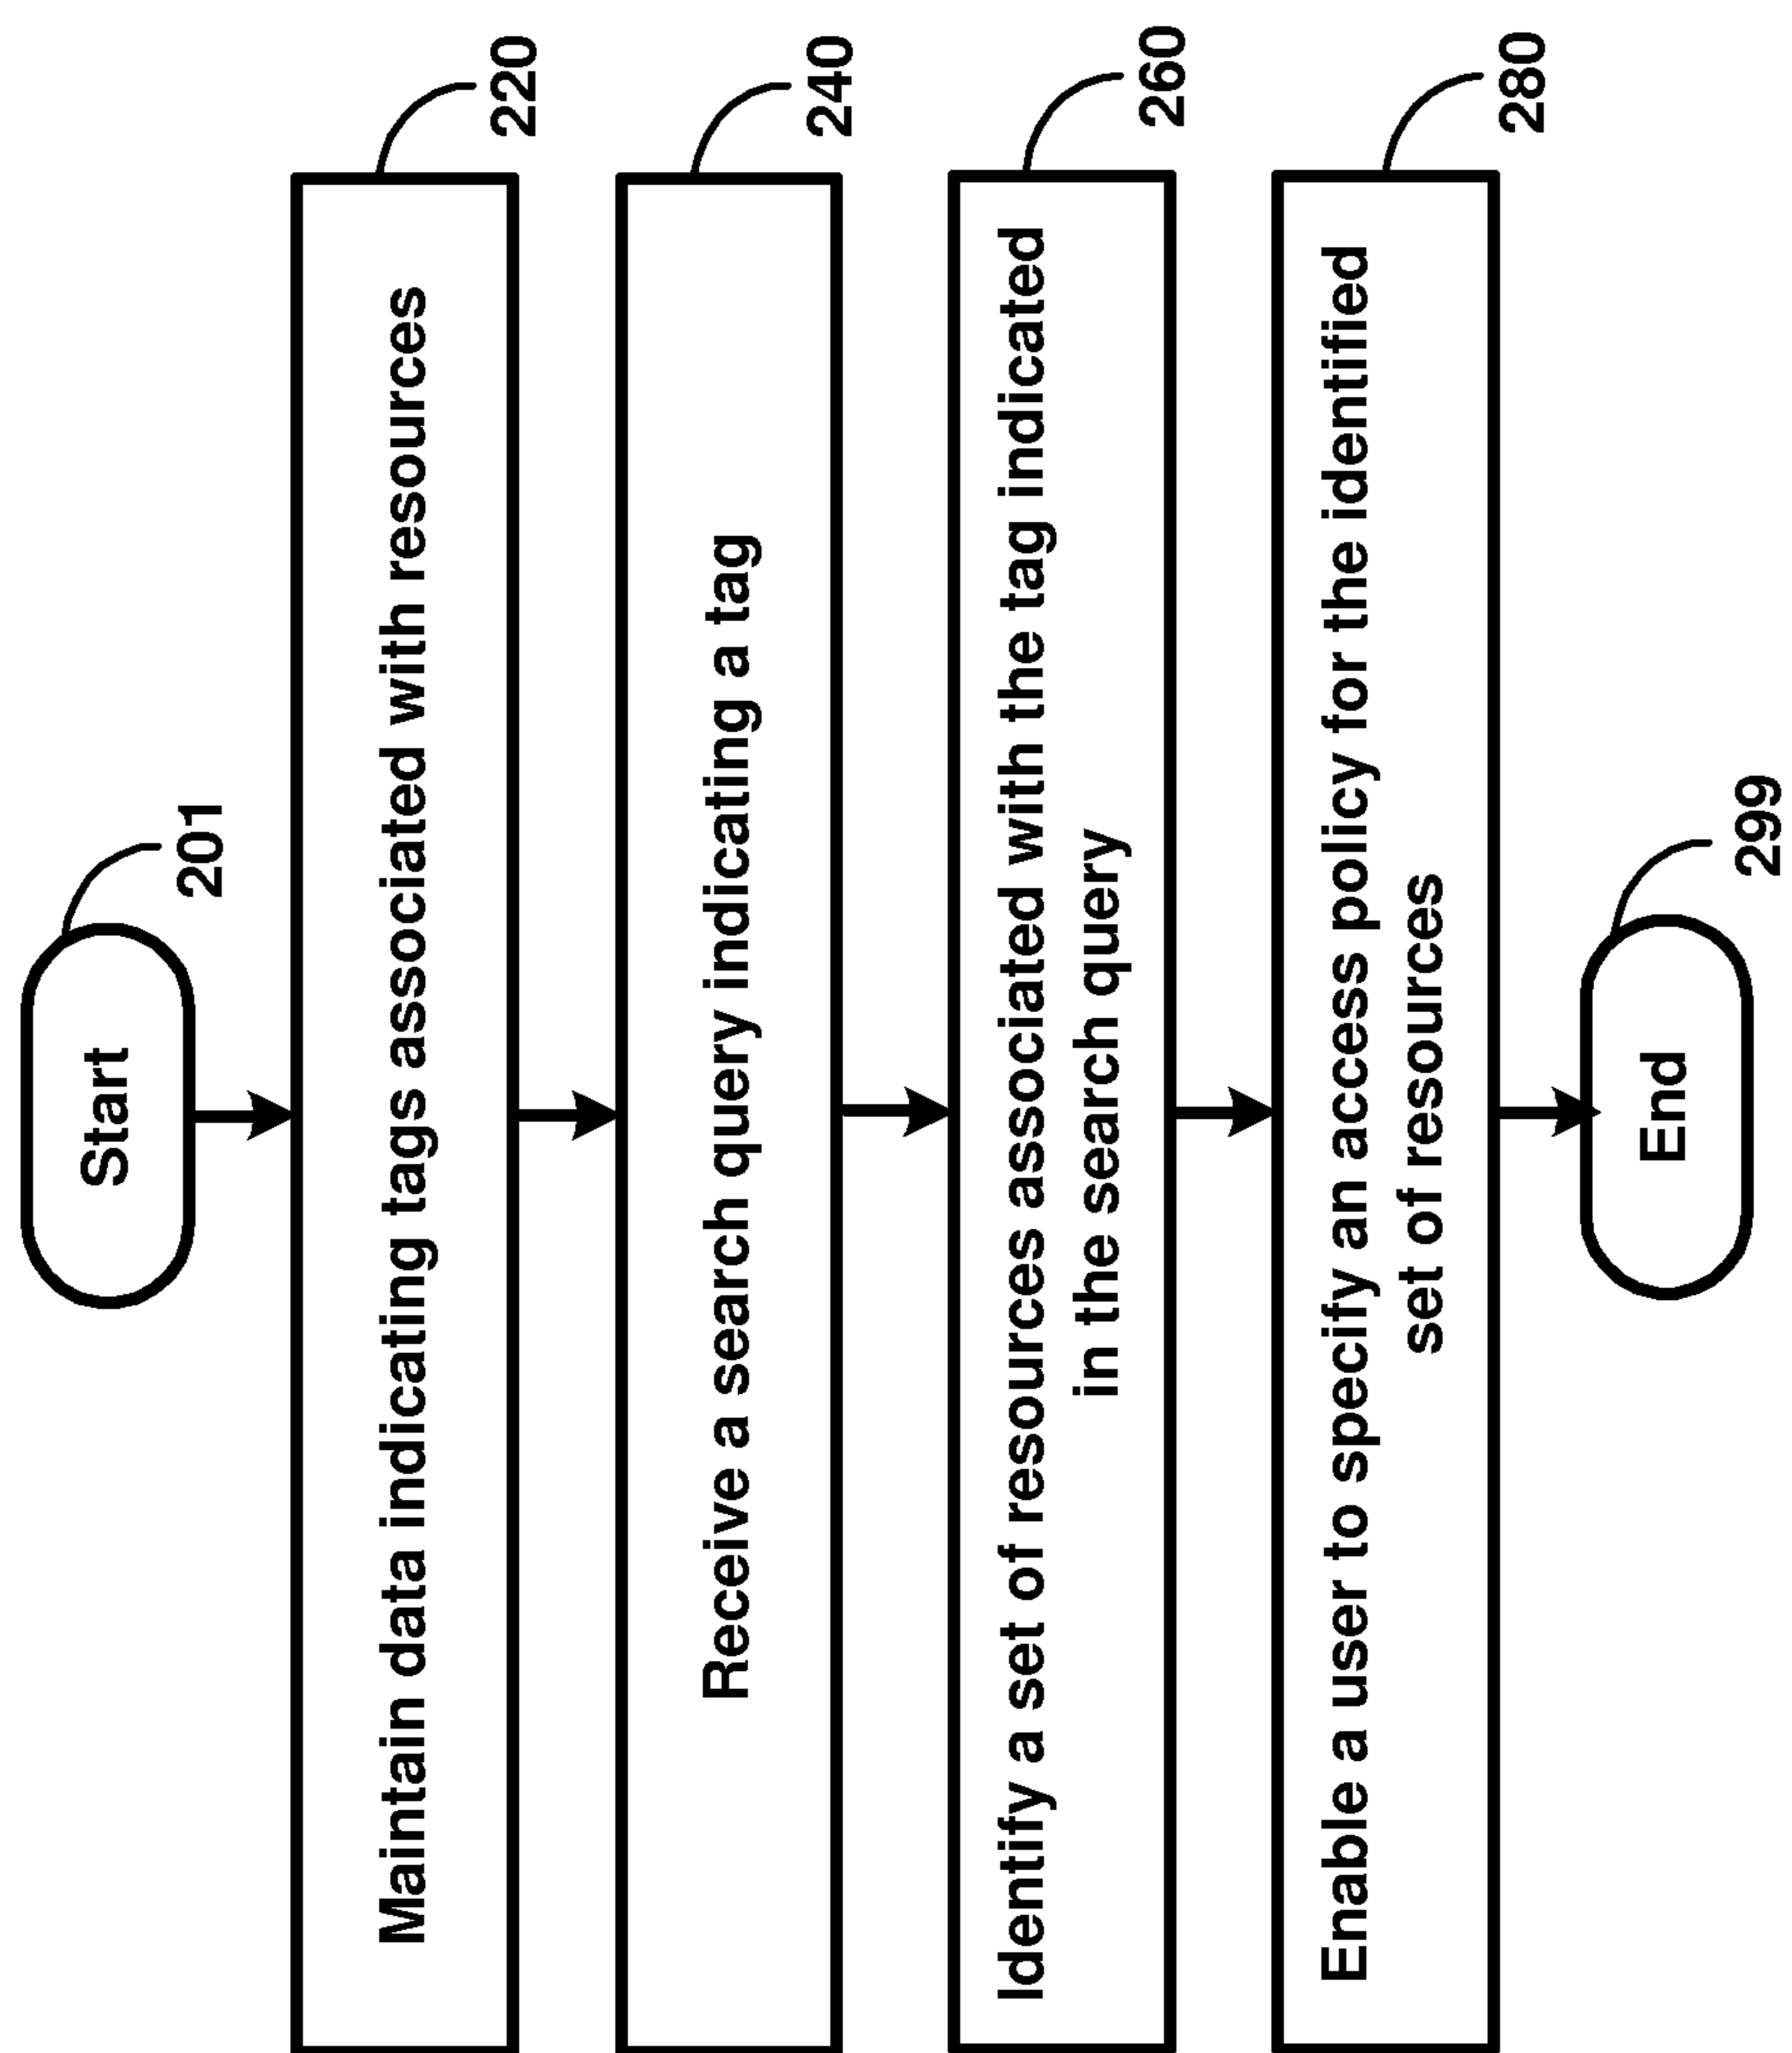 Start
201
Maintain data indicating tags associated with resources
220
Receive a search query indicating a tag
240
Identify a set of resources associated with the tag indicated
in the search query
260
Enable a user to specify an access policy for the identified
set of resources
280
End
299